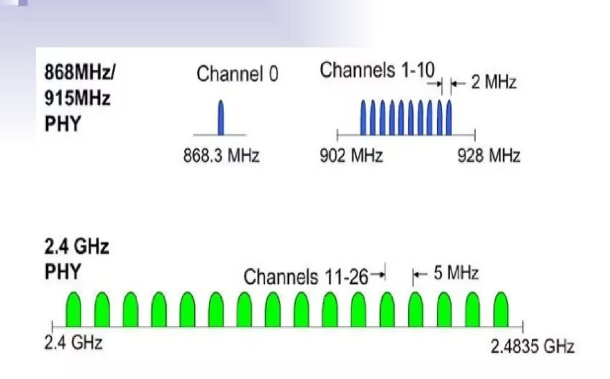 868MHz/
915MHz
PHY
Channel 0
868.3 MHz
Channels 1-10
2 MHz
902 MHz
928 MHz
2.4 GHz
PHY
Channels 11-26
5 MHz
2.4 GHz
2.4835 GHz